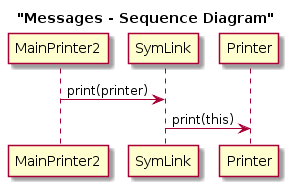 "Messages - Sequence Diagram"
MainPrinter2 SymLink Printer
print(printer)
print(this)
MainPrinter2 SymLink Printer